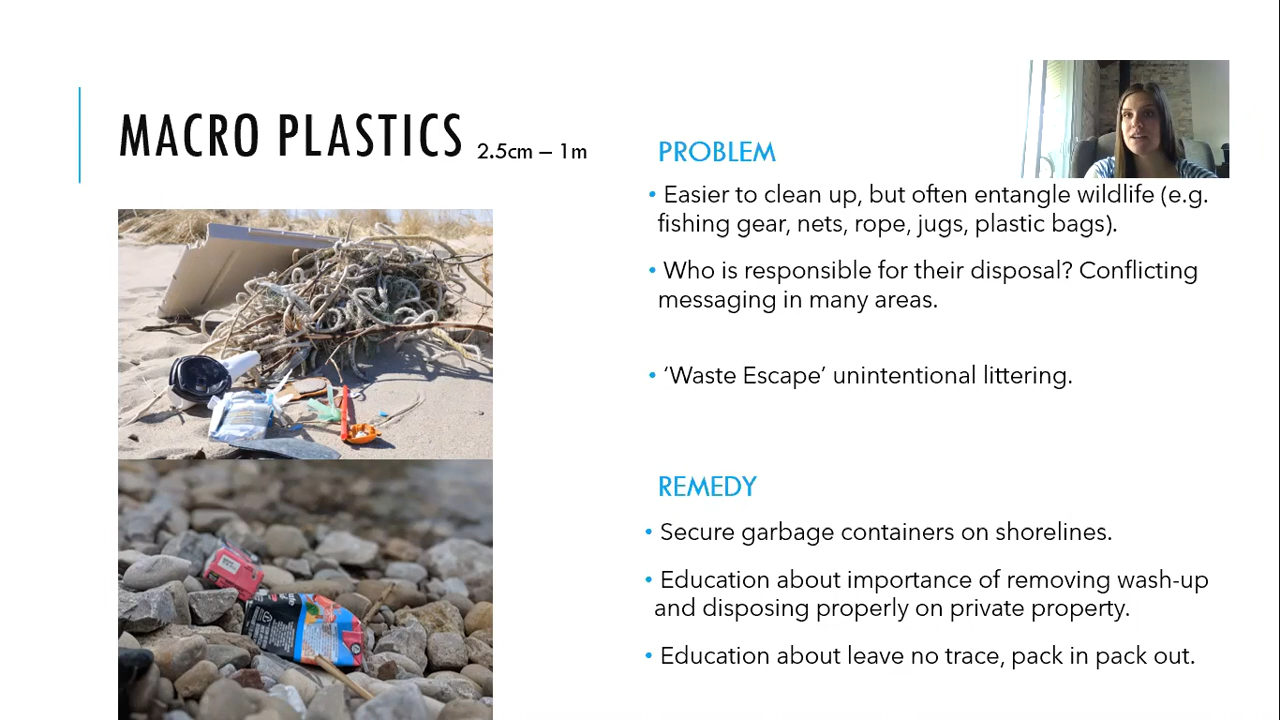 MACRO PLASTICS 2.5cm – 1m
PROBLEM
• Easier to clean up, but often entangle wildlife (e.g.
fishing gear, nets, rope, jugs, plastic bags).
• Who is responsible for their disposal? Conflicting
messaging in many areas.
• ‘Waste Escape’ unintentional littering.
REMEDY
• Secure garbage containers on shorelines.
• Education about importance of removing wash-up
and disposing properly on private property.
• Education about leave no trace, pack in pack out.